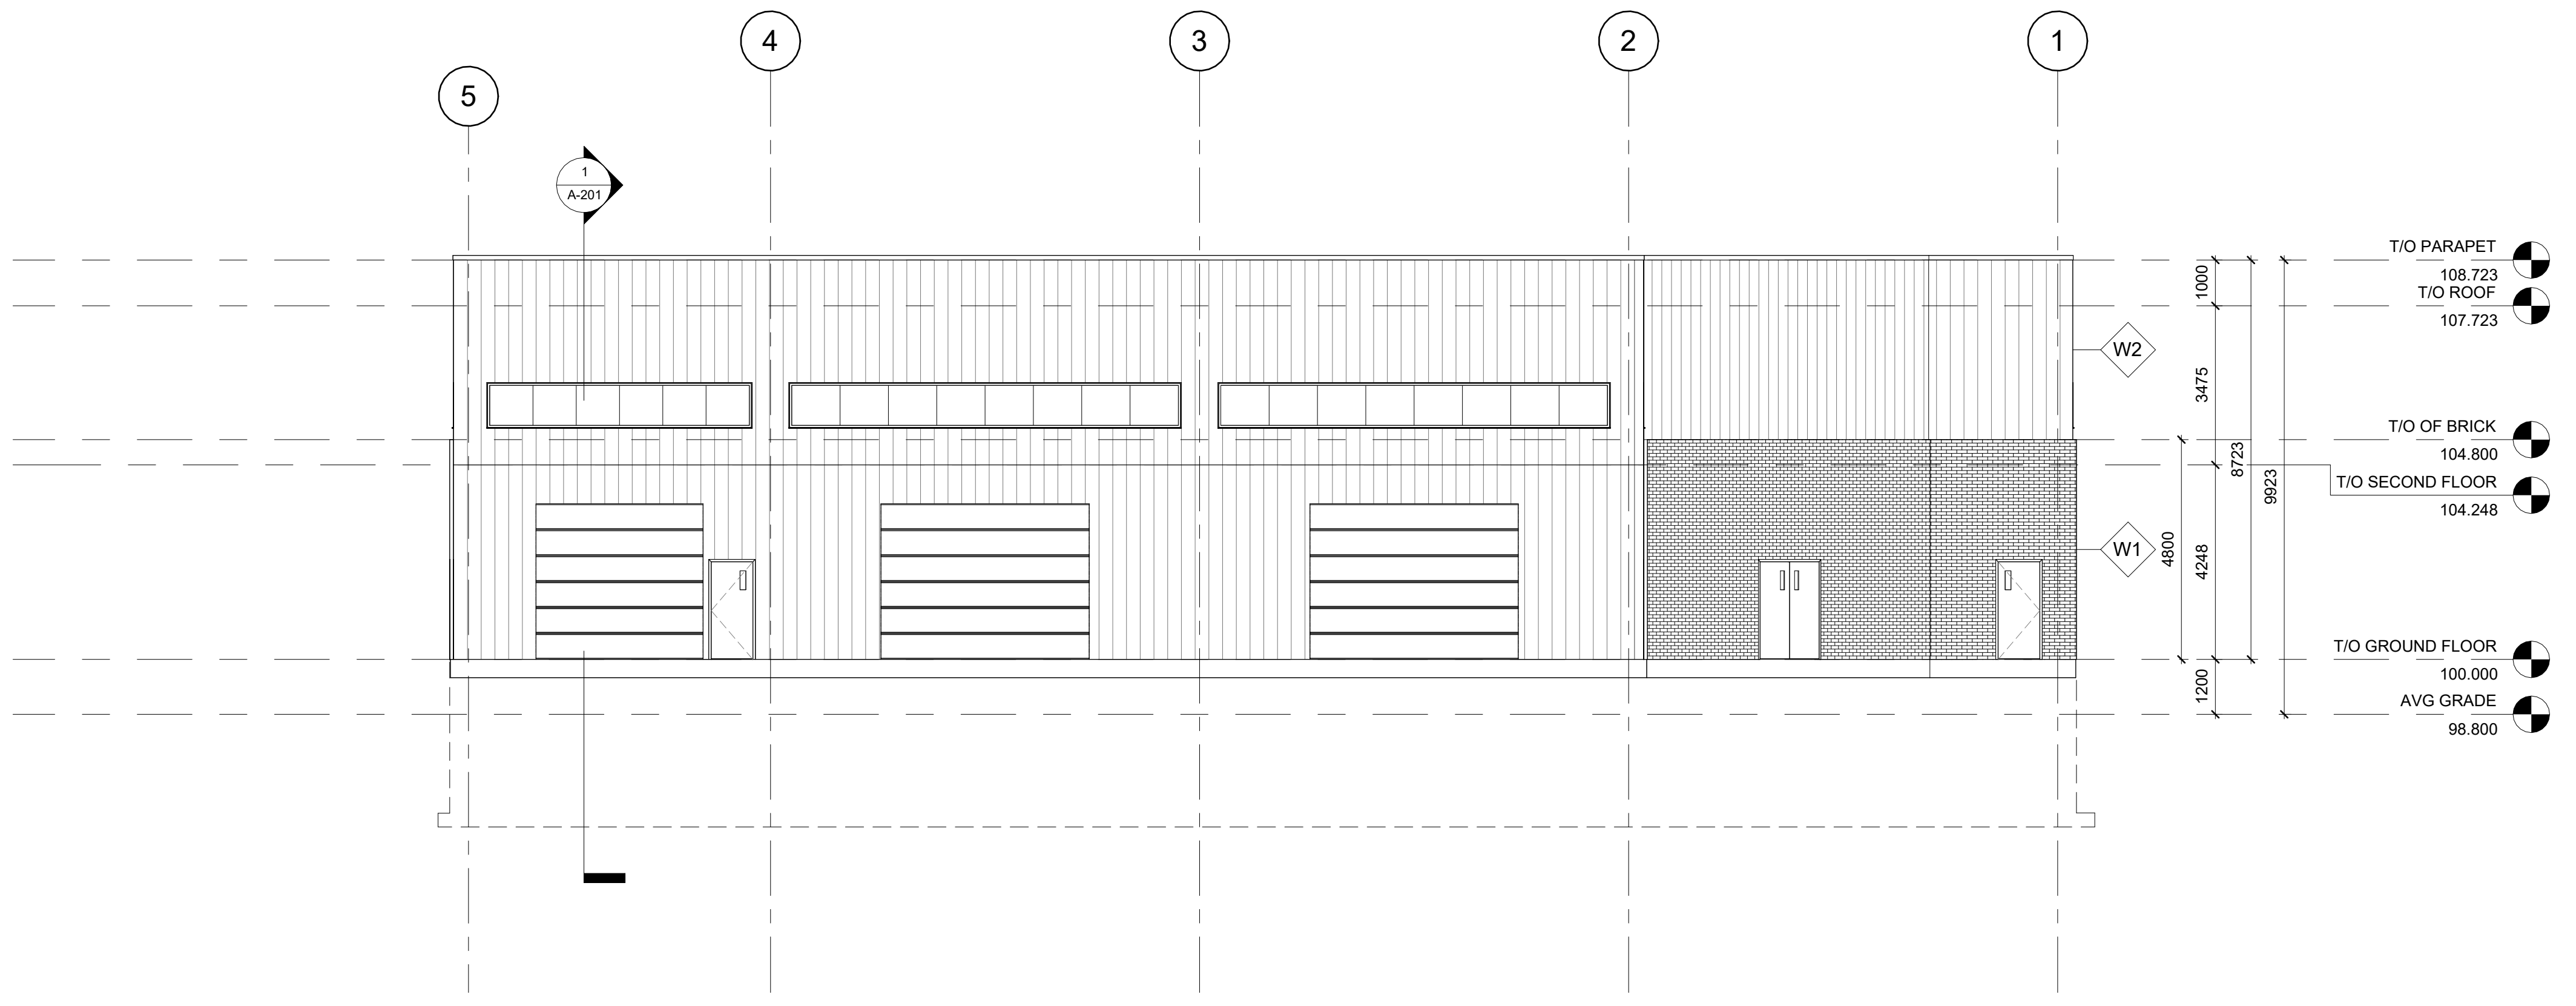 4
3
2
1
5
1
A-201
T/O PARAPET
108.723
T/O ROOF
107.723
1000
W2
3475
T/O OF BRICK
104.800
8723
9923
T/O SECOND FLOOR
104.248
4800
4248
W1
T/O GROUND FLOOR
100.000
1200
AVG GRADE
98.800